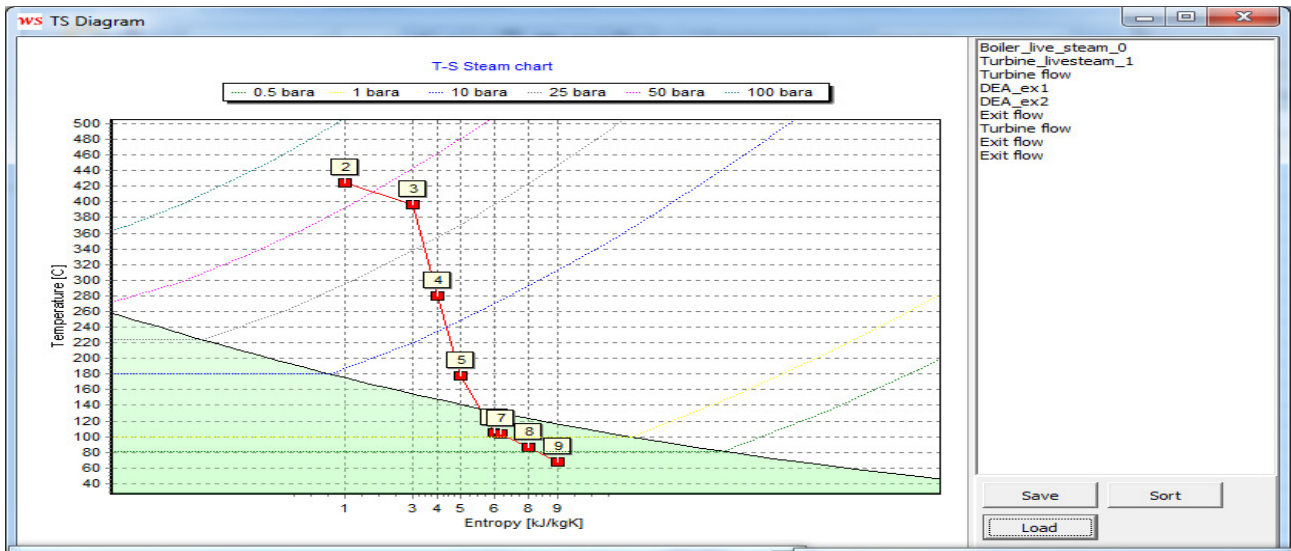 ws TS Diagram
T-S Steam chart
0.5 bara 1 bara 10 bara 25 bara 50 bara 100 bara
Temperature [C]
500
480
460
440
420
400
380
360
340
320
300
280
260
240
220
200
180
160
140
120
100
80
60
40
2
3
4
5
7
8
9
1 3 4 5 6 8 9
Entropy [kJ/kgK]
Boiler_live_steam_0
Turbine_livesteam_1
Turbine flow
DEA_ex1
DEA_ex2
Exit flow
Turbine flow
Exit flow
Exit flow
Save Sort
Load